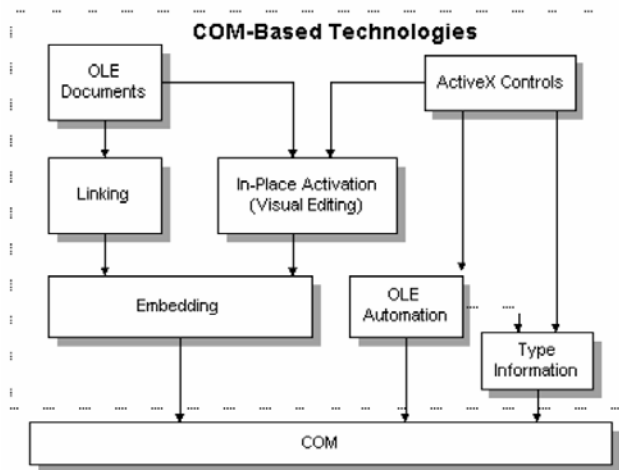 COM-Based Technologies
OLE
Documents
ActiveX Controls
Linking
In-Place Activation
(Visual Editing)
Embedding
OLE
Automation
Type
Information
COM